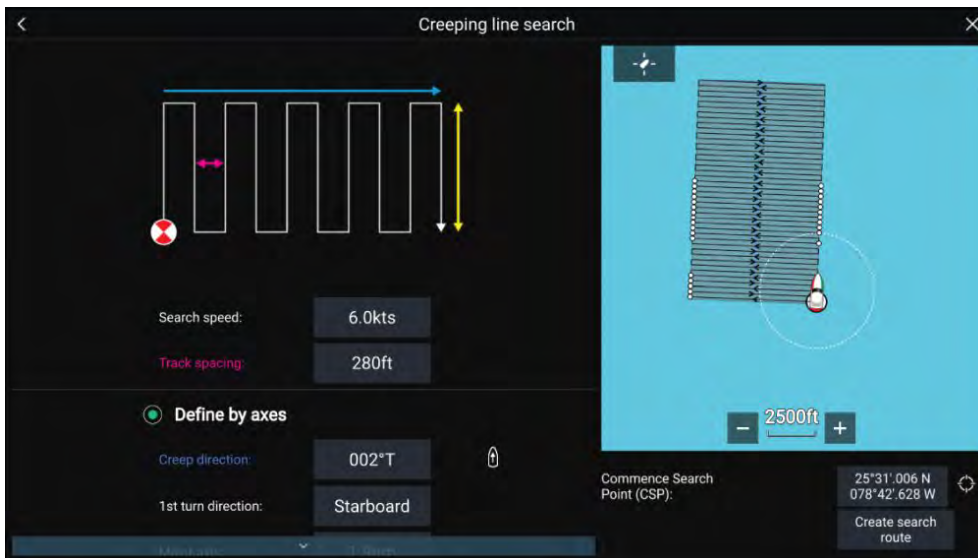 Creeping line search
Search speed:
6.0kts
Track spacing:
280ft
Define by axes
Creep direction:
002°T
1st turn direction:
Starboard
2500ft
Commence Search
Point (CSP):
25°31'.006 N
078°42'.628 W
Create search
route